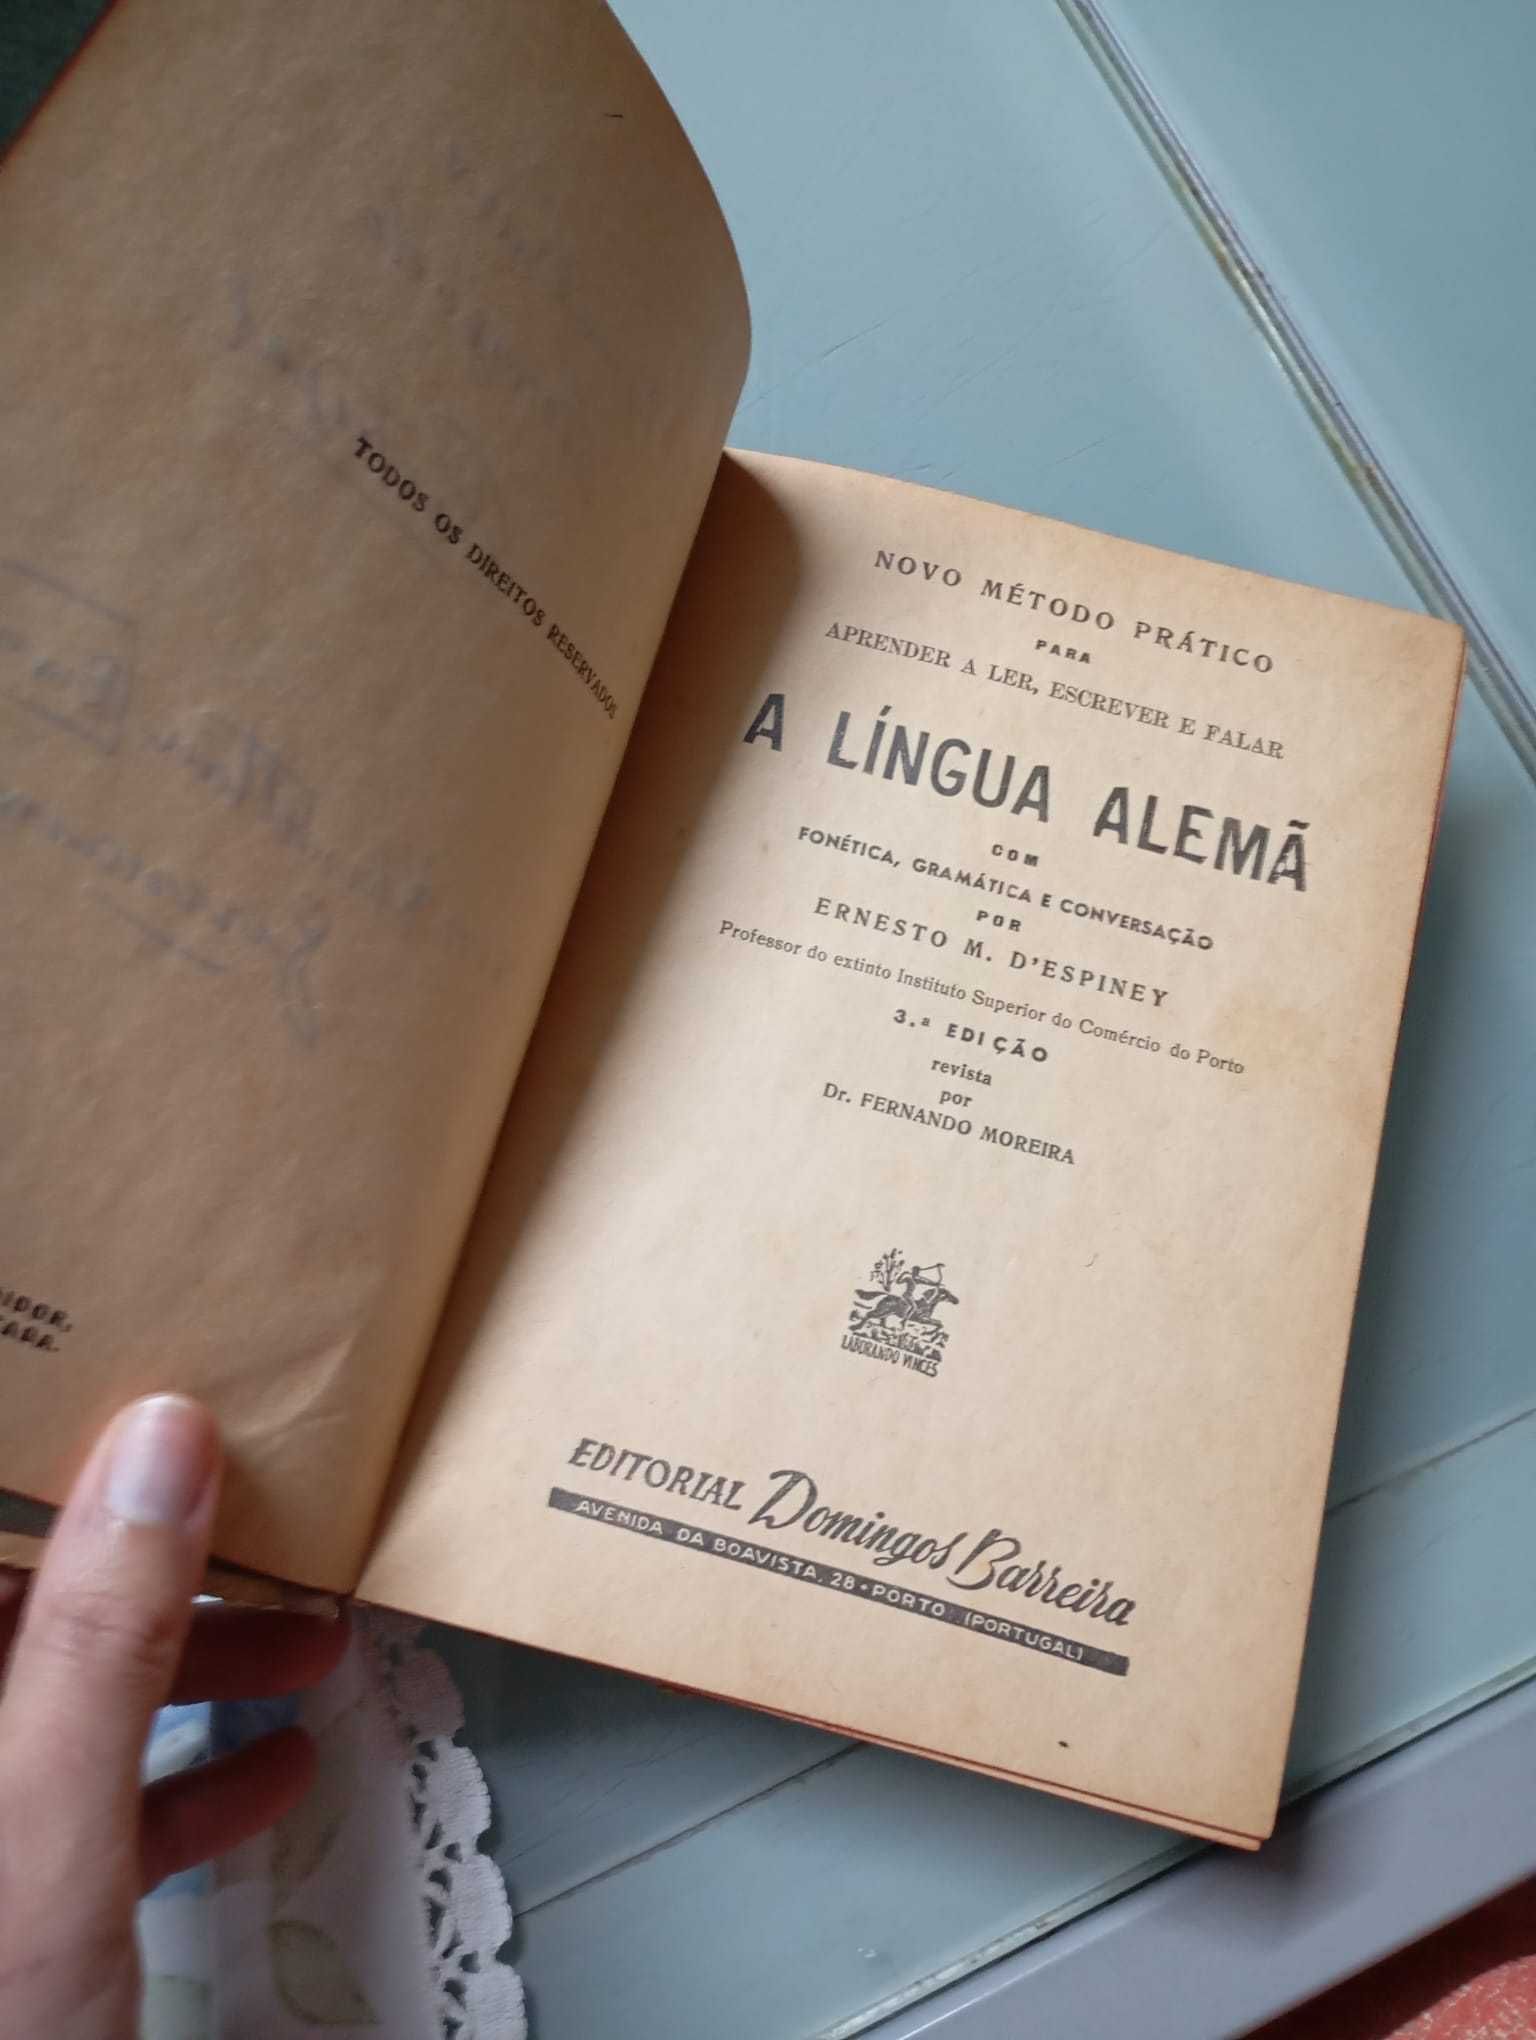 TODOS OS DIREITOS RESERVADOS
NOVO MÉTODO PRÁTICO
PARA
APRENDER A LER, ESCREVER E FALAR
A LÍNGUA ALEMÃ
COM
FONÉTICA, GRAMÁTICA E CONVERSAÇÃO
POR
ERNESTO M. D'ESPINEY
Professor do extinto Instituto Superior do Comércio do Porto
3.ª EDIÇÃO
revista
por
Dr. FERNANDO MOREIRA
LABORANDO VINCES
EDITORIAL Domingos Barreira
AVENIDA DA BOAVISTA, 28 • PORTO (PORTUGAL)